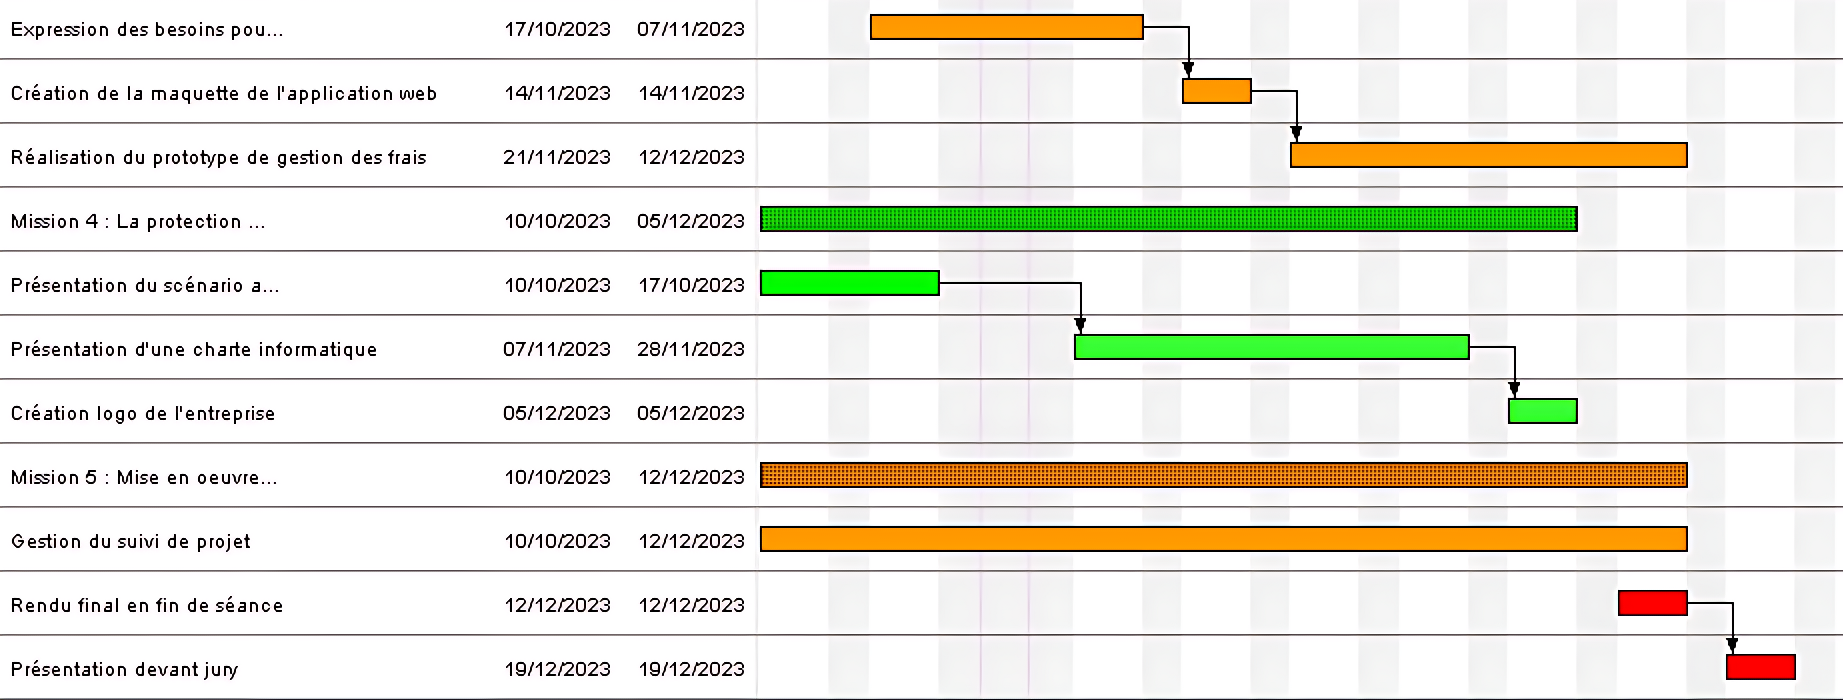 Expression des besoins pou... 17/10/2023 07/11/2023
Création de la maquette de l'application web 14/11/2023 14/11/2023
Réalisation du prototype de gestion des frais 21/11/2023 12/12/2023
Mission 4 : La protection ... 10/10/2023 05/12/2023
Présentation du scénario a... 10/10/2023 17/10/2023
Présentation d'une charte informatique 07/11/2023 28/11/2023
Création logo de l'entreprise 05/12/2023 05/12/2023
Mission 5 : Mise en oeuvre... 10/10/2023 12/12/2023
Gestion du suivi de projet 10/10/2023 12/12/2023
Rendu final en fin de séance 12/12/2023 12/12/2023
Présentation devant jury 19/12/2023 19/12/2023